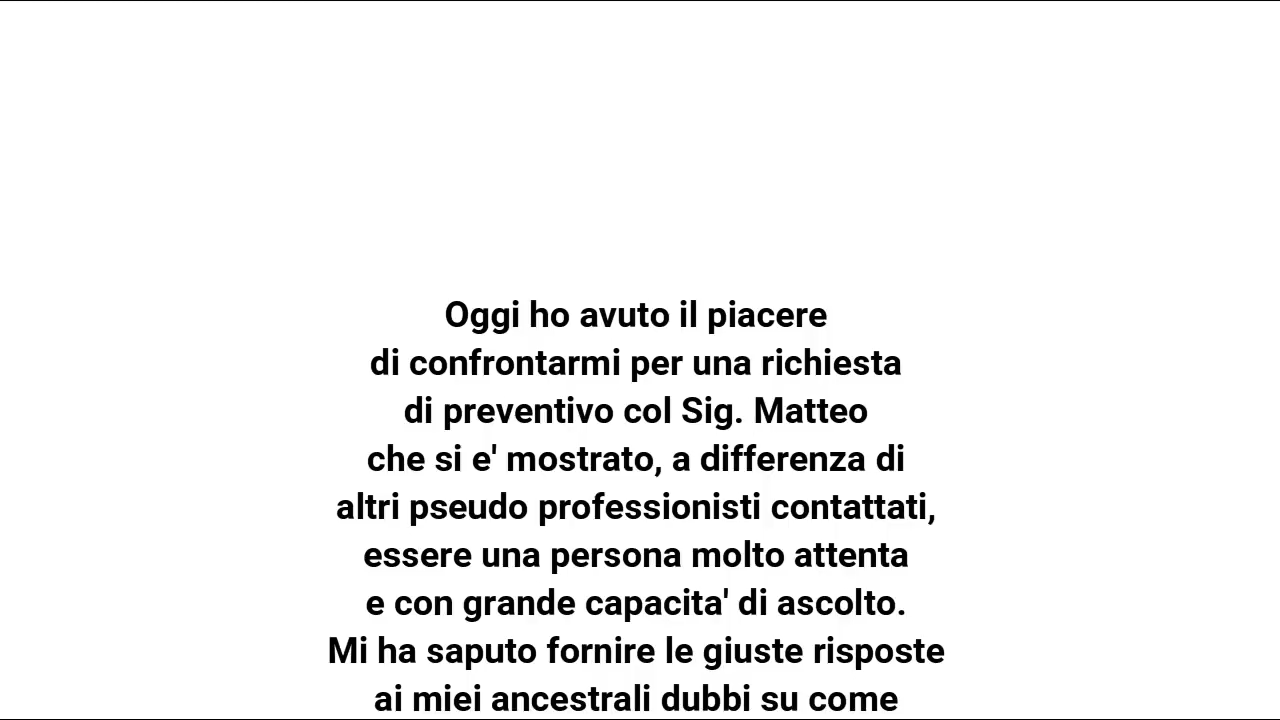 Oggi ho avuto il piacere
di confrontarmi per una richiesta
di preventivo col Sig. Matteo
che si e' mostrato, a differenza di
altri pseudo professionisti contattati,
essere una persona molto attenta
e con grande capacita' di ascolto.
Mi ha saputo fornire le giuste risposte
ai miei ancestrali dubbi su come